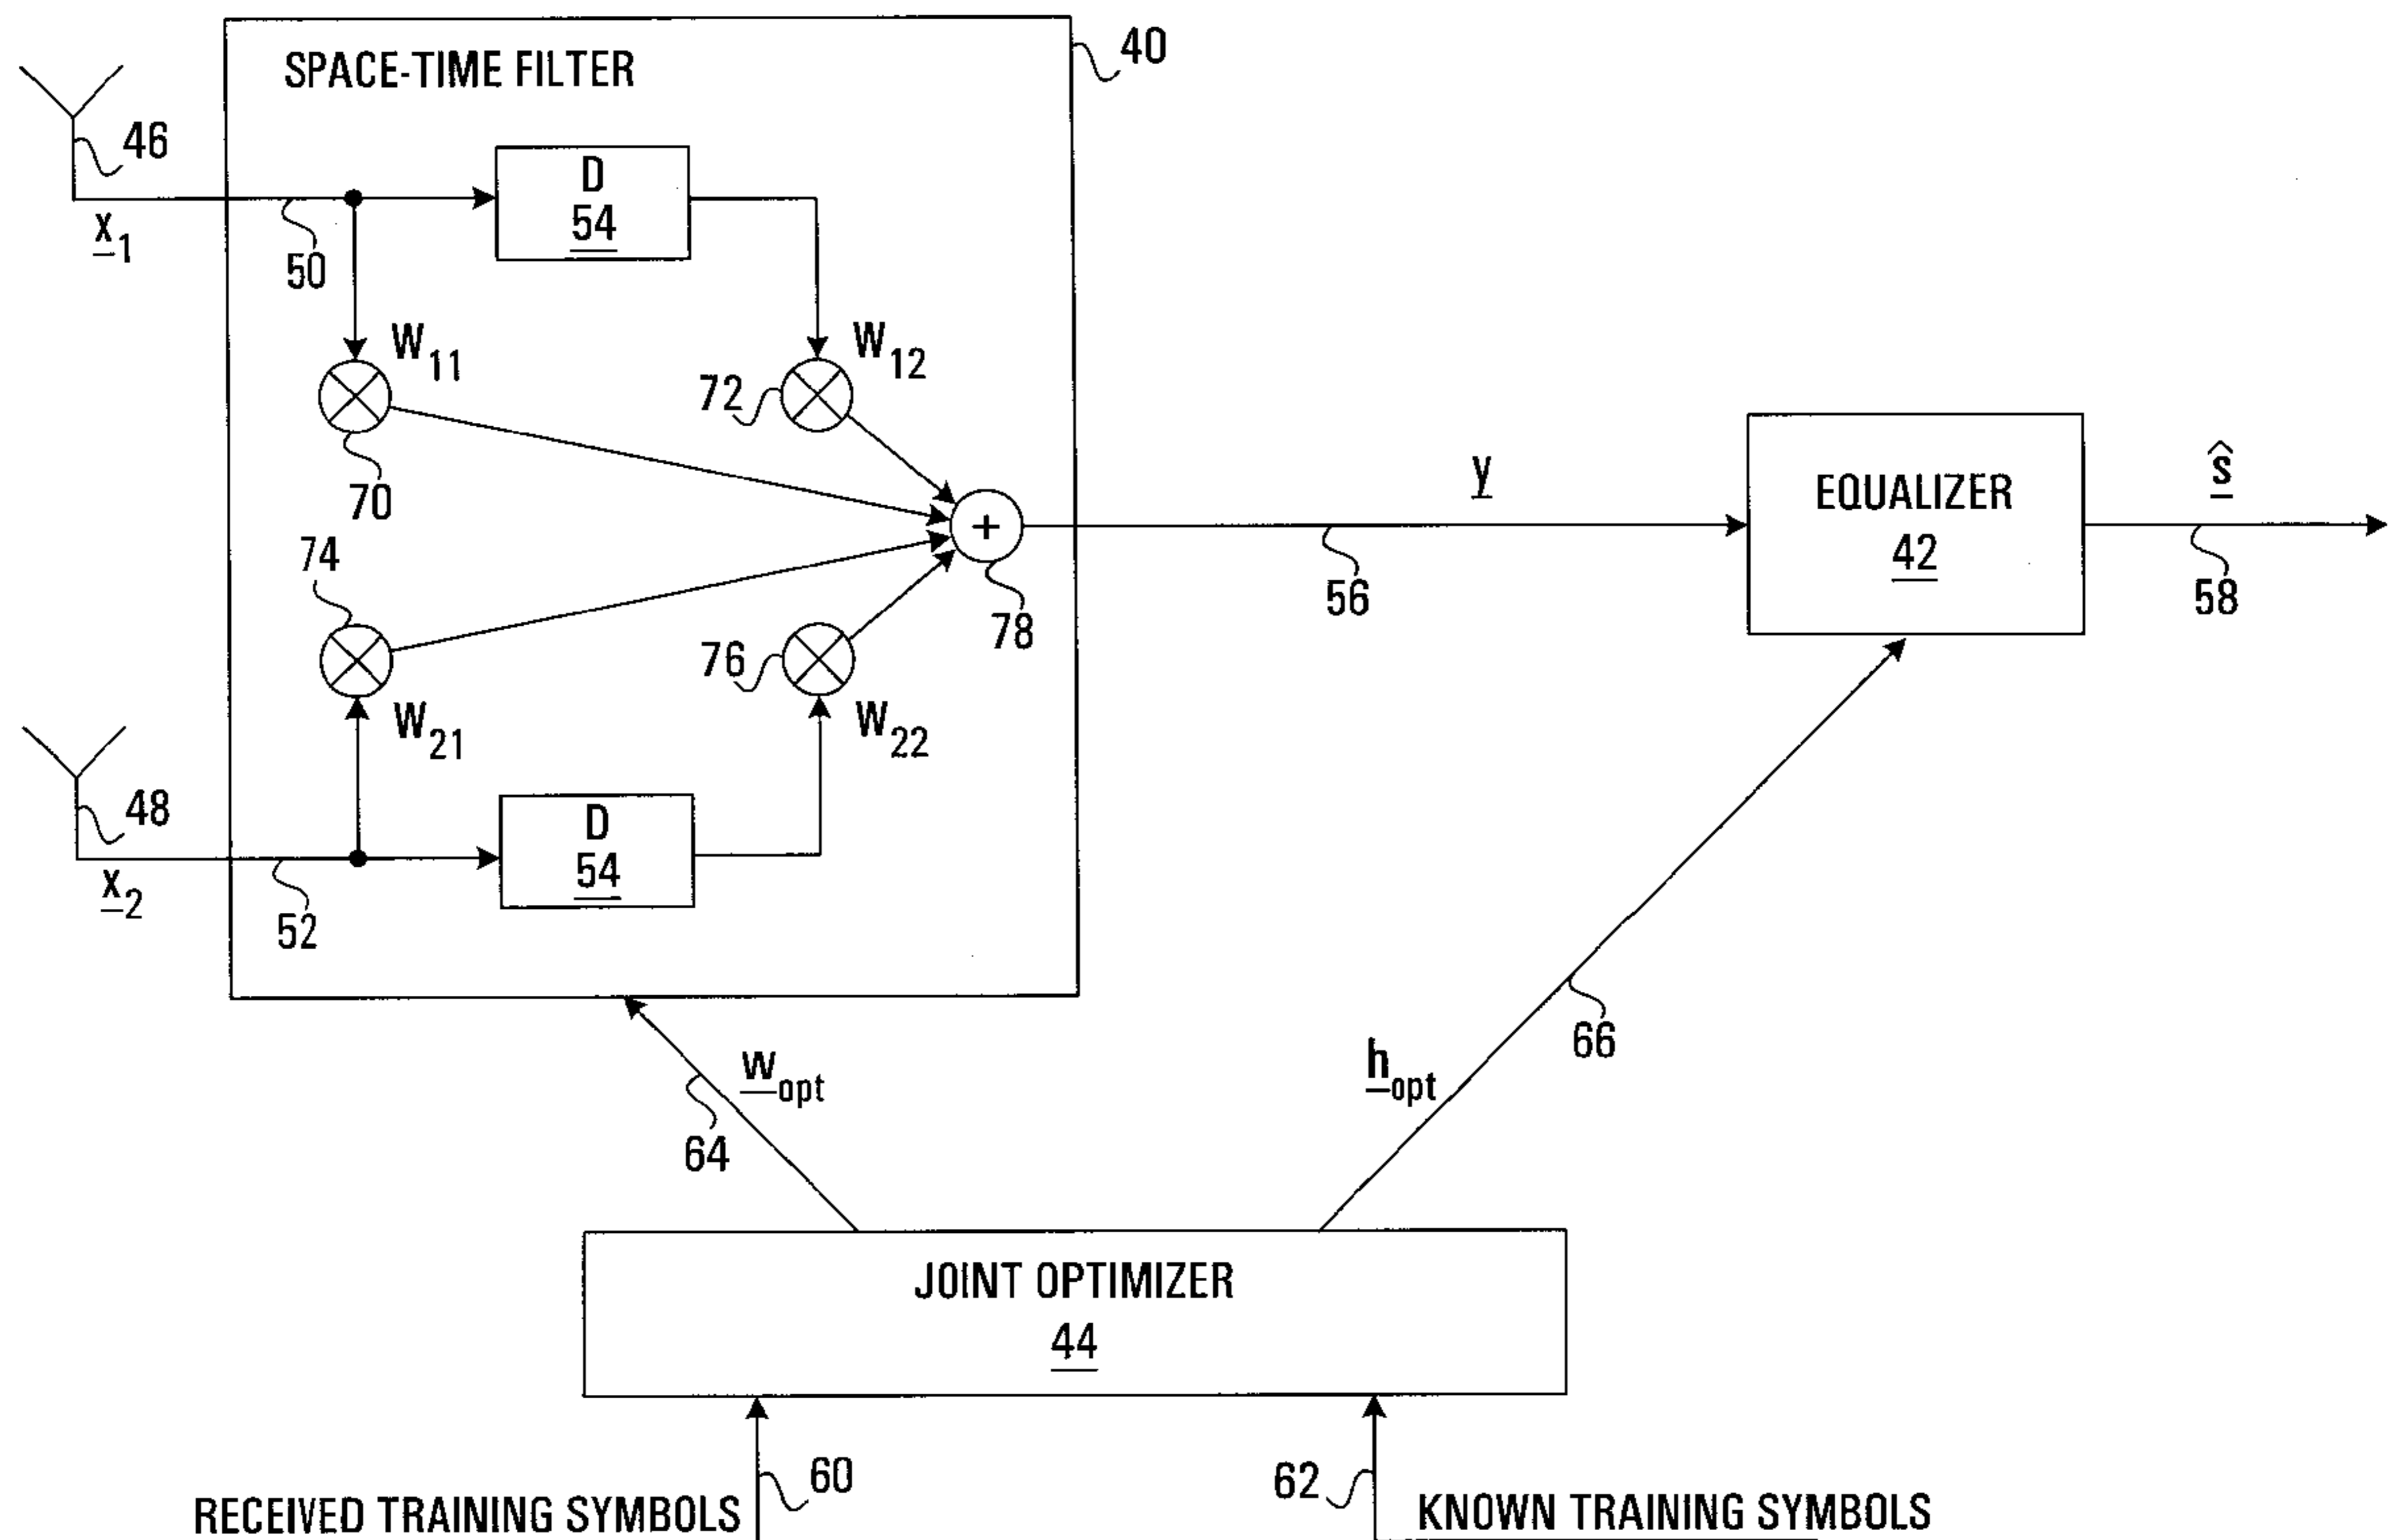 SPACE-TIME FILTER
40
46
x1
50
D
54
W11
W12
72
70
74
78
76
W21
W22
y
56
EQUALIZER
42
ŝ
58
48
x2
52
D
54
wopt
64
hopt
66
JOINT OPTIMIZER
44
60
62
RECEIVED TRAINING SYMBOLS
KNOWN TRAINING SYMBOLS